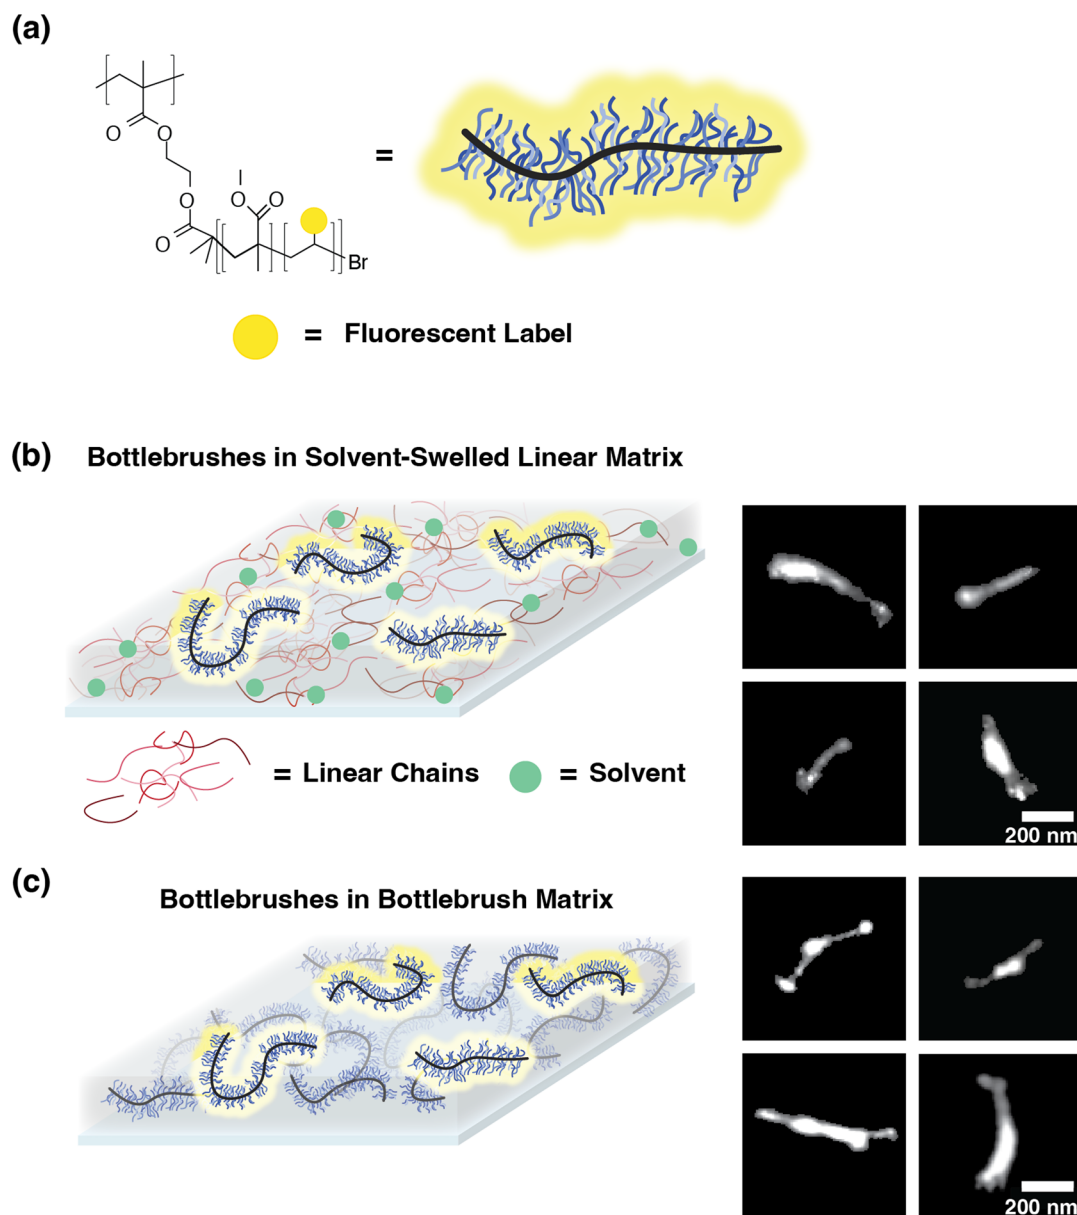 (a)
O
O
O
O
O
O
Br
=
= Fluorescent Label
(b) Bottlebrushes in Solvent-Swelled Linear Matrix
= Linear Chains = Solvent
200 nm
(c)
Bottlebrushes in Bottlebrush Matrix
200 nm